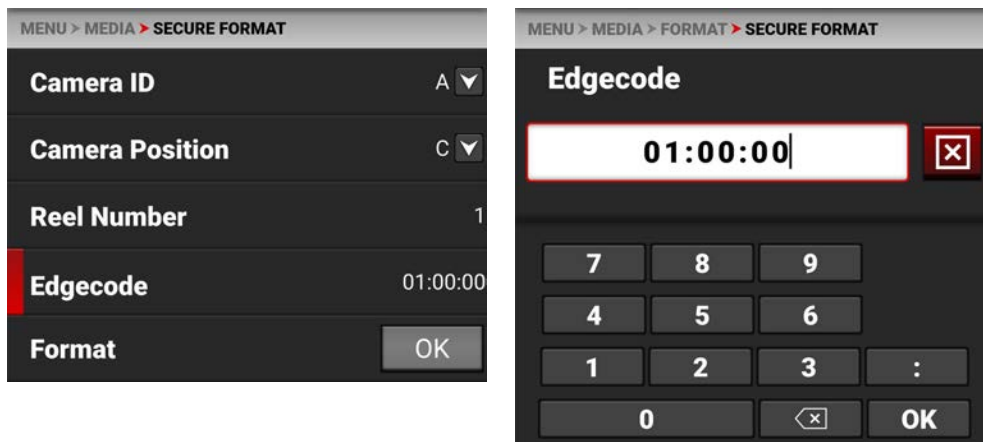 MENU > MEDIA > SECURE FORMAT
Camera ID A
Camera Position C
Reel Number 1
Edgecode 01:00:00
Format OK
MENU > MEDIA > FORMAT > SECURE FORMAT
Edgecode
01:00:00
7 8 9
4 5 6
1 2 3 :
0 OK